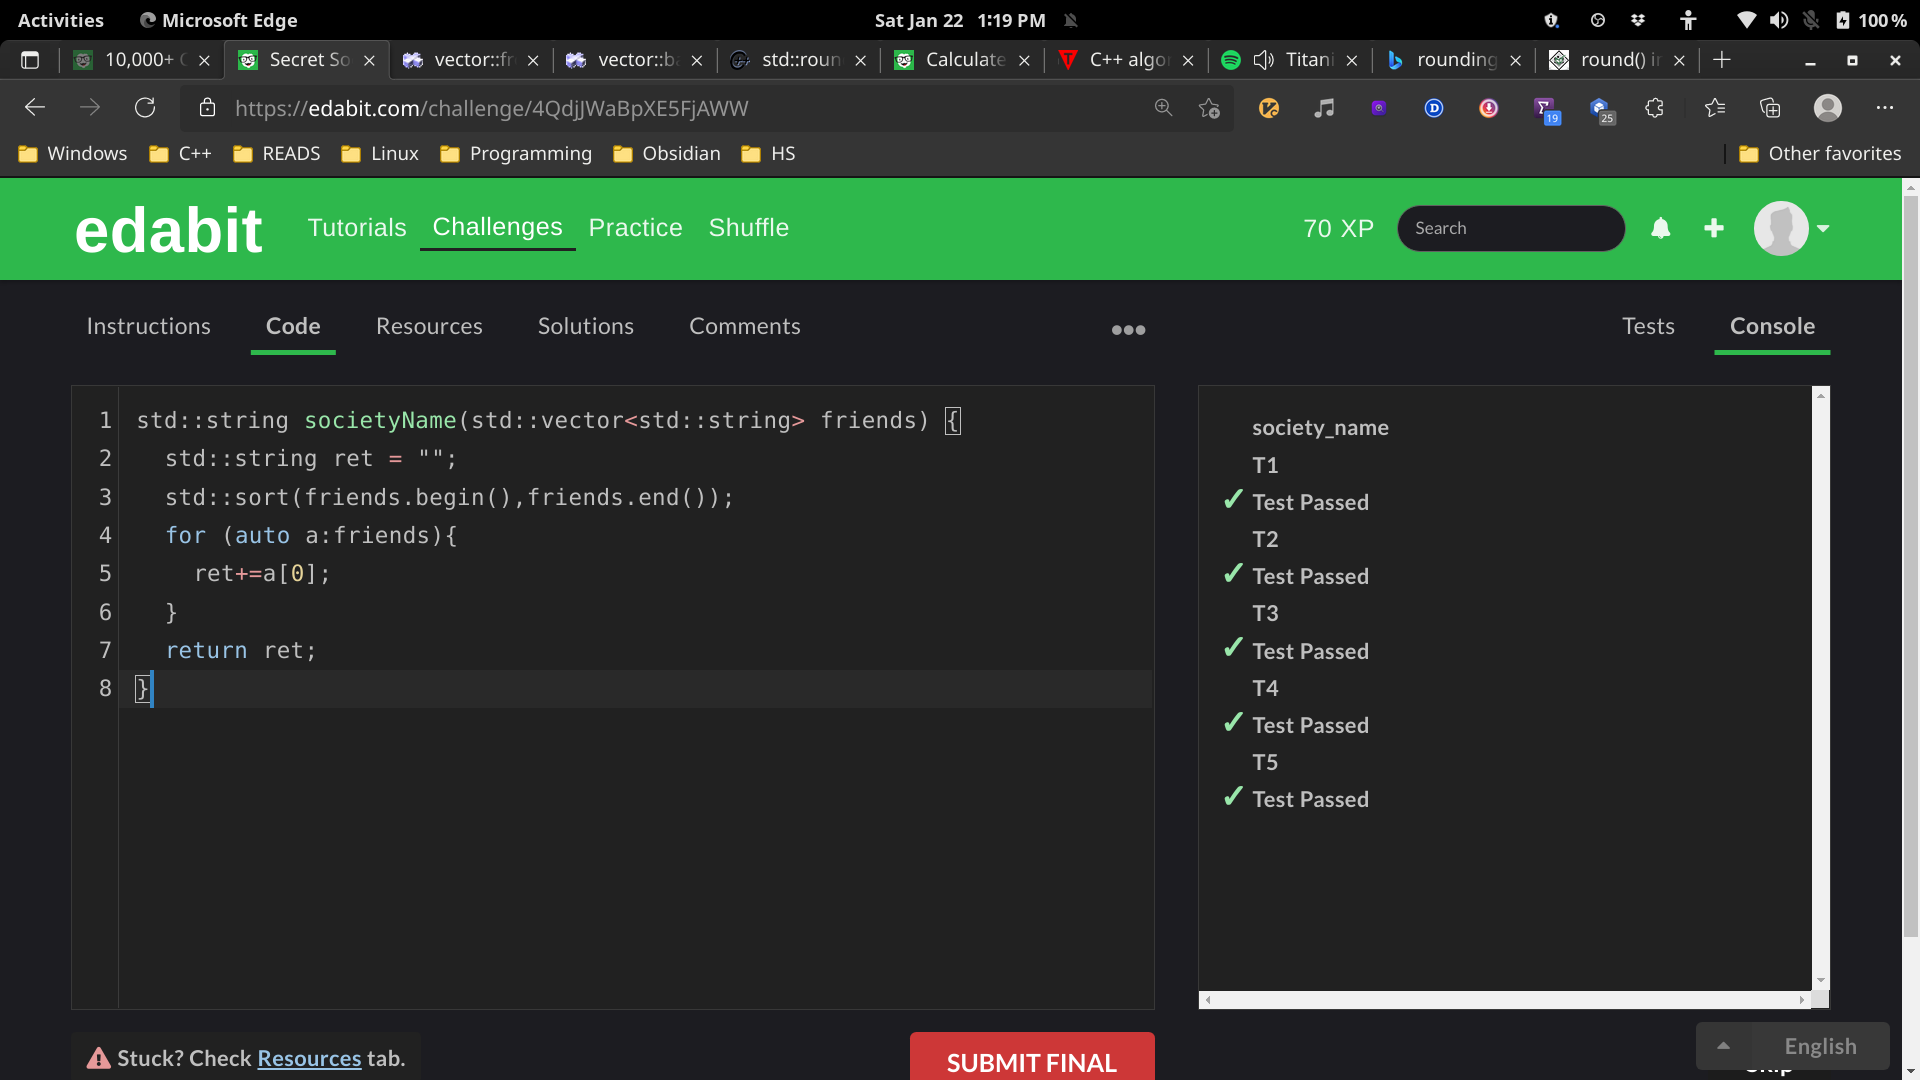 Activities Microsoft Edge Sat Jan 22 1:19 PM 100 %
10,000+ Secret So vector::fr vector::ba std::roun Calculate C++ algor Titani rounding round() in
https://edabit.com/challenge/4QdjJWaBpXE5FjAWW 19 25
Windows C++ READS Linux Programming Obsidian HS Other favorites
edabit Tutorials Challenges Practice Shuffle 70 XP Search
Instructions Code Resources Solutions Comments ••• Tests Console
1 std::string societyName(std::vector<std::string> friends) {
2 std::string ret = "";
3 std::sort(friends.begin(),friends.end());
4 for (auto a:friends){
5 ret+=a[0];
6 }
7 return ret;
8 }
society_name
T1
✓ Test Passed
T2
✓ Test Passed
T3
✓ Test Passed
T4
✓ Test Passed
T5
✓ Test Passed
Stuck? Check Resources tab.
SUBMIT FINAL
English